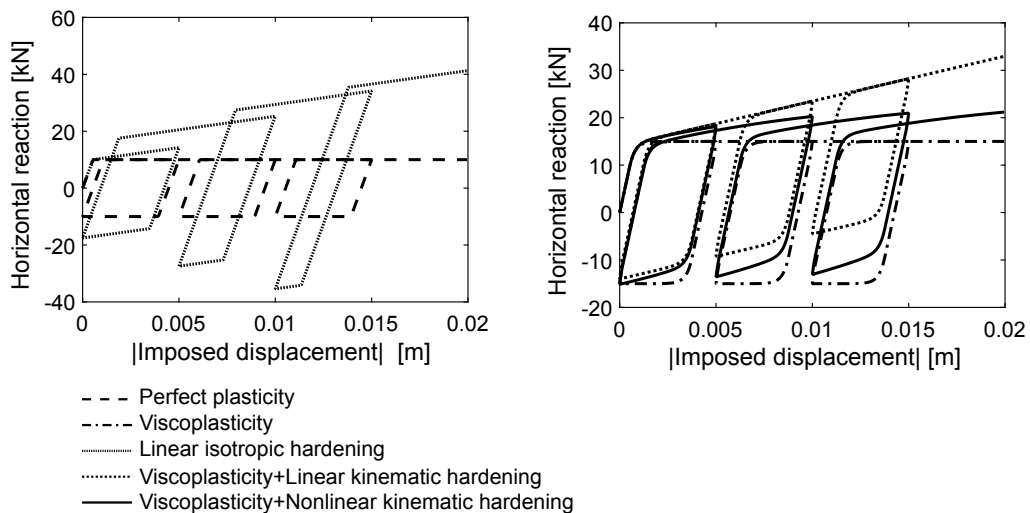 60
40
20
0
-20
-40
0
0.005
0.01
0.015
0.02
Horizontal reaction [kN]
|Imposed displacement| [m]
40
30
20
10
0
-10
-20
0
0.005
0.01
0.015
0.02
Horizontal reaction [kN]
|Imposed displacement| [m]
Perfect plasticity
Viscoplasticity
Linear isotropic hardening
Viscoplasticity+Linear kinematic hardening
Viscoplasticity+Nonlinear kinematic hardening